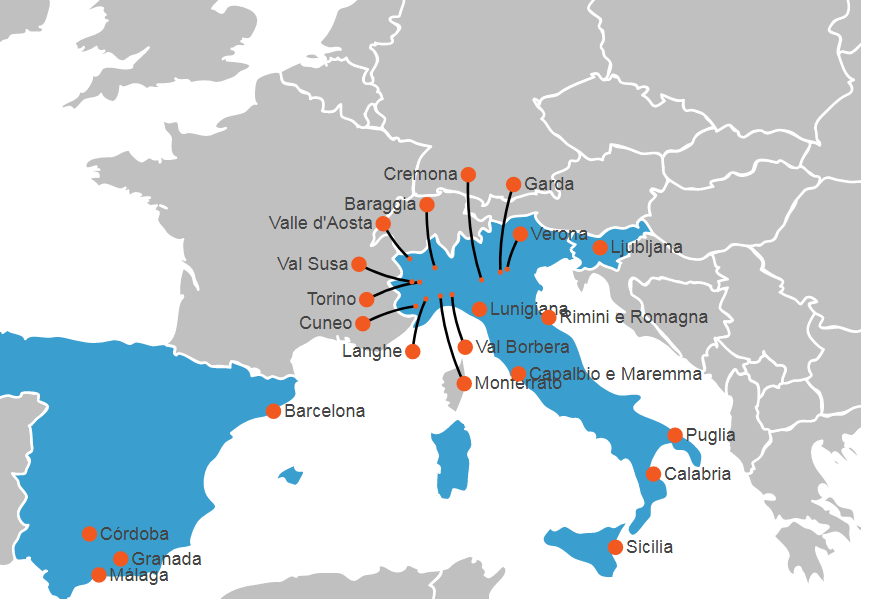 Cremona
Garda
Baraggia
Valle d'Aosta
Verona
Ljubljana
Val Susa
Torino
Lunigiana
Rimini e Romagna
Cuneo
Langhe
Val Borbera
Capalbio e Maremma
Monferrato
Barcelona
Puglia
Calabria
Córdoba
Sicilia
Granada
Málaga